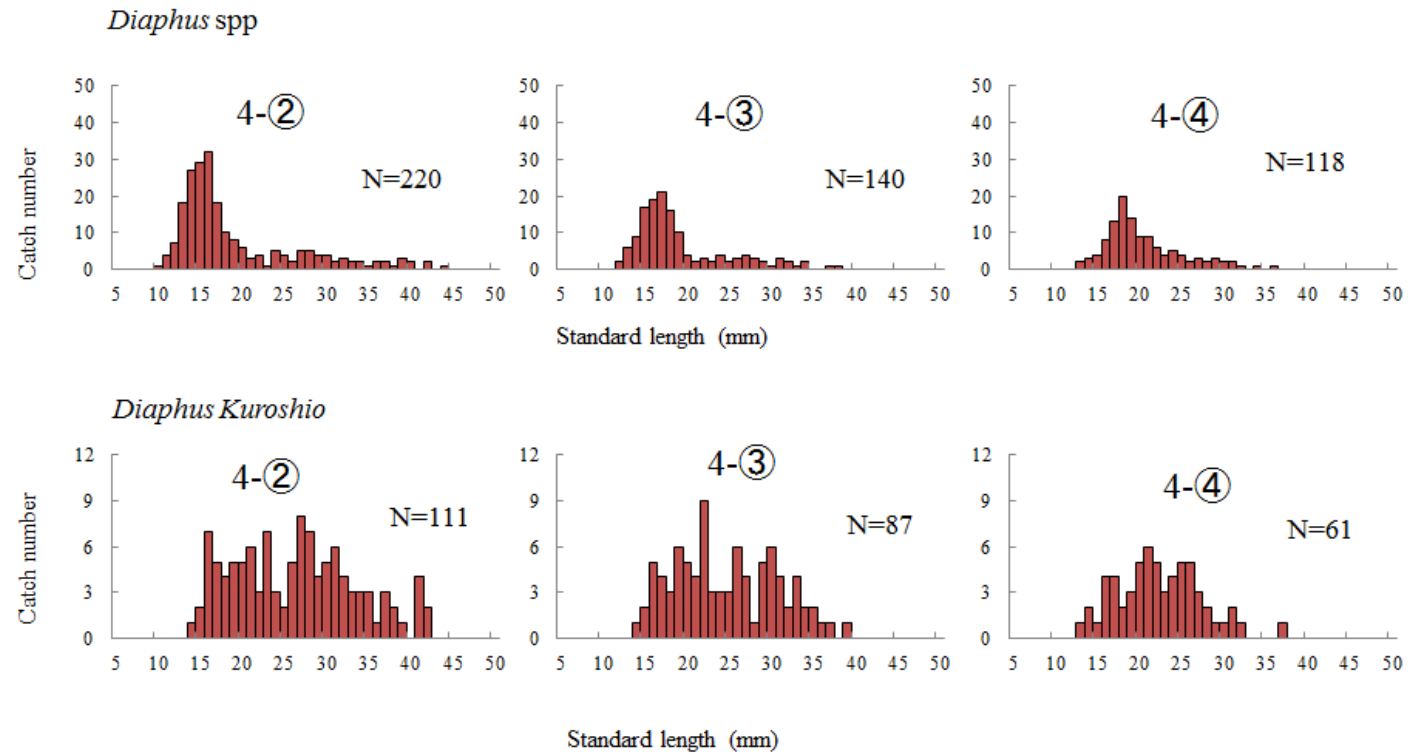 Diaphus spp
50 50 50
4-② 4-③ 4-④
40 40 40
30 30 30
N=220 N=140 N=118
Catch number
20 20 20
10 10 10
0 0 0
5 10 15 20 25 30 35 40 45 50 5 10 15 20 25 30 35 40 45 50 5 10 15 20 25 30 35 40 45 50
Standard length (mm)
Diaphus Kuroshio
12 12 12
4-② 4-③ 4-④
9 9 9
N=111 N=87 N=61
Catch number
6 6 6
3 3 3
0 0 0
5 10 15 20 25 30 35 40 45 50 5 10 15 20 25 30 35 40 45 50 5 10 15 20 25 30 35 40 45 50
Standard length (mm)